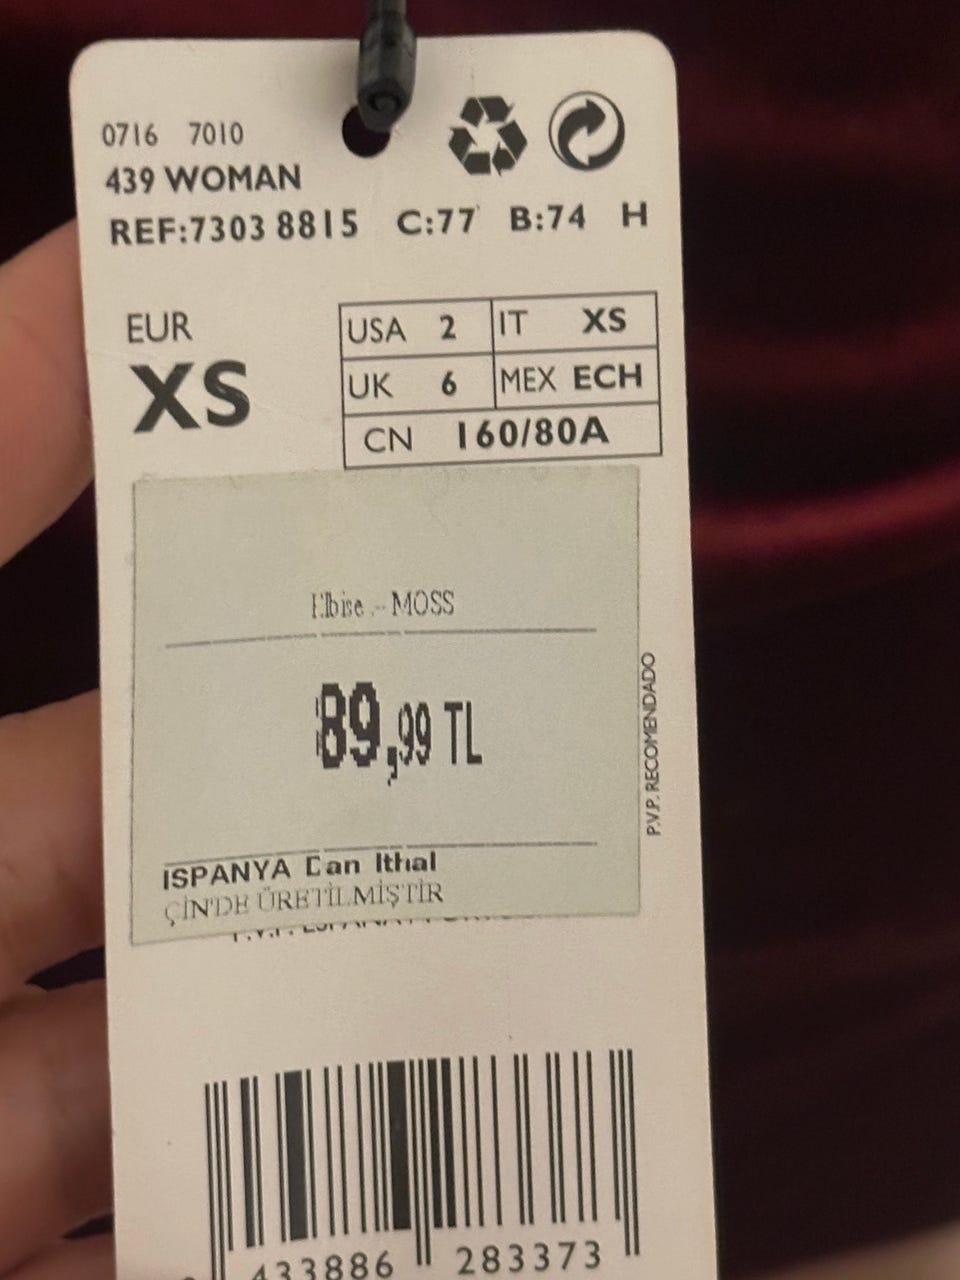 0716 7010
439 WOMAN
REF:7303 8815 C:77 B:74 H
EUR
XS
USA 2 IT XS
UK 6 MEX ECH
CN 160/80A
Elbise - MOSS
89,99 TL
P.V.P. RECOMENDADO
İSPANYA Dan Ithal
ÇİN'DE ÜRETİLMİŞTİR
433886 283373